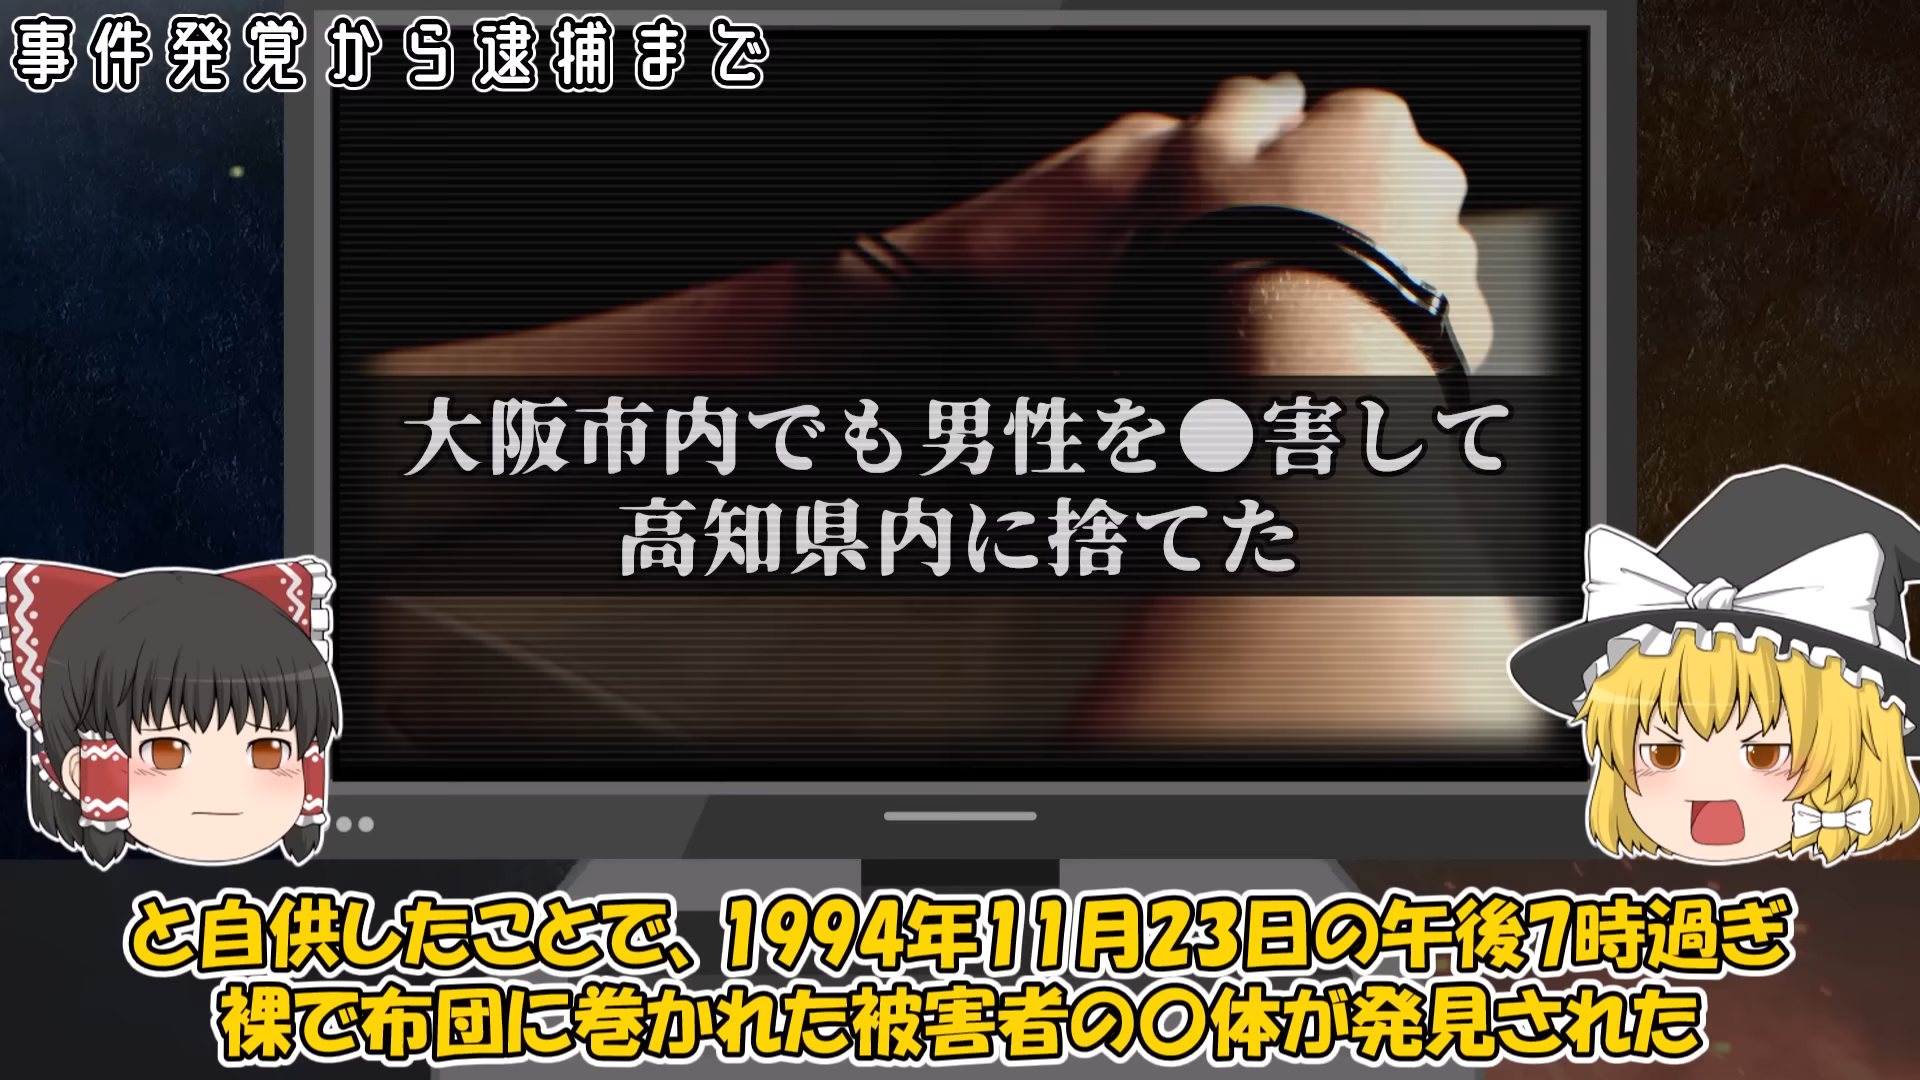 事件発覚から逮捕まで
大阪市内でも男性を●害して
高知県内に捨てた
と自供したことで、1994年11月23日の午後7時過ぎ
裸で布団に巻かれた被害者の〇体が発見された